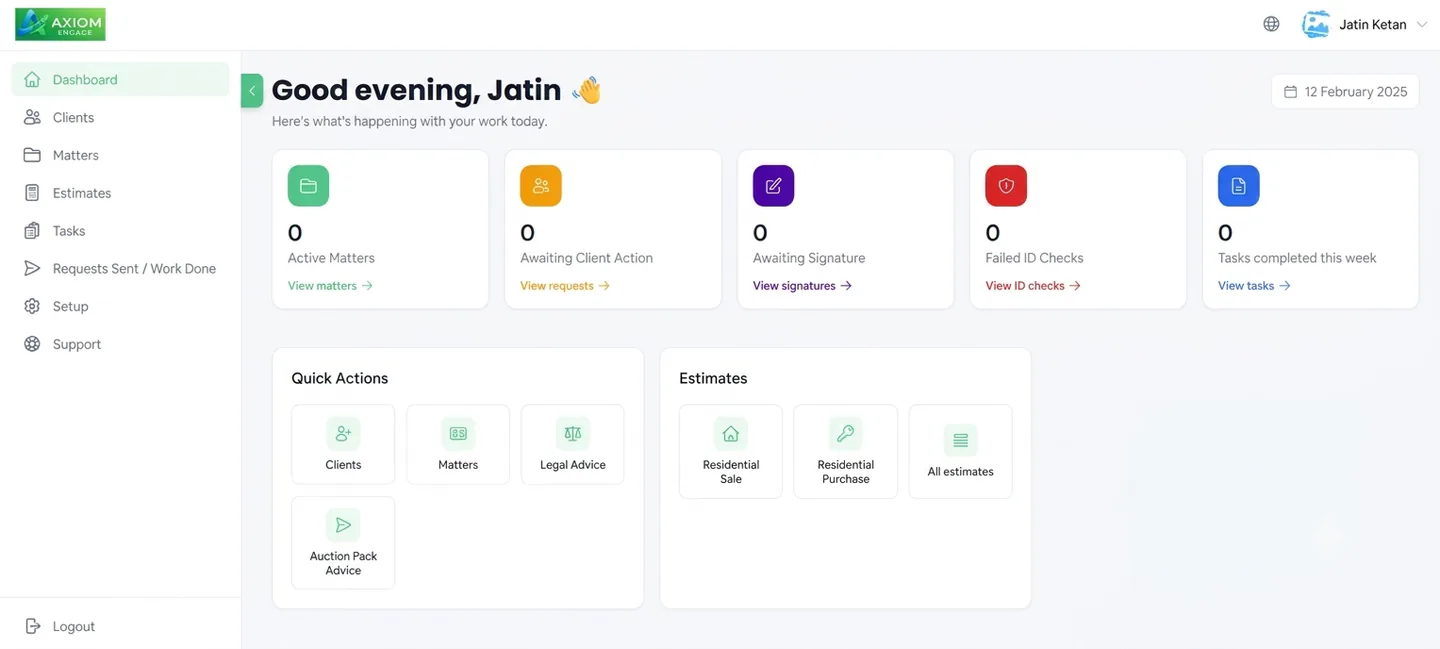 AXIOM
ENGAGE
Jatin Ketan
Dashboard
Clients
Matters
Estimates
Tasks
Requests Sent / Work Done
Setup
Support
Logout
Good evening, Jatin 👋
Here's what's happening with your work today.
12 February 2025
0
Active Matters
View matters →
0
Awaiting Client Action
View requests →
0
Awaiting Signature
View signatures →
0
Failed ID Checks
View ID checks →
0
Tasks completed this week
View tasks →
Quick Actions
Clients
Matters
Legal Advice
Auction Pack
Advice
Estimates
Residential
Sale
Residential
Purchase
All estimates